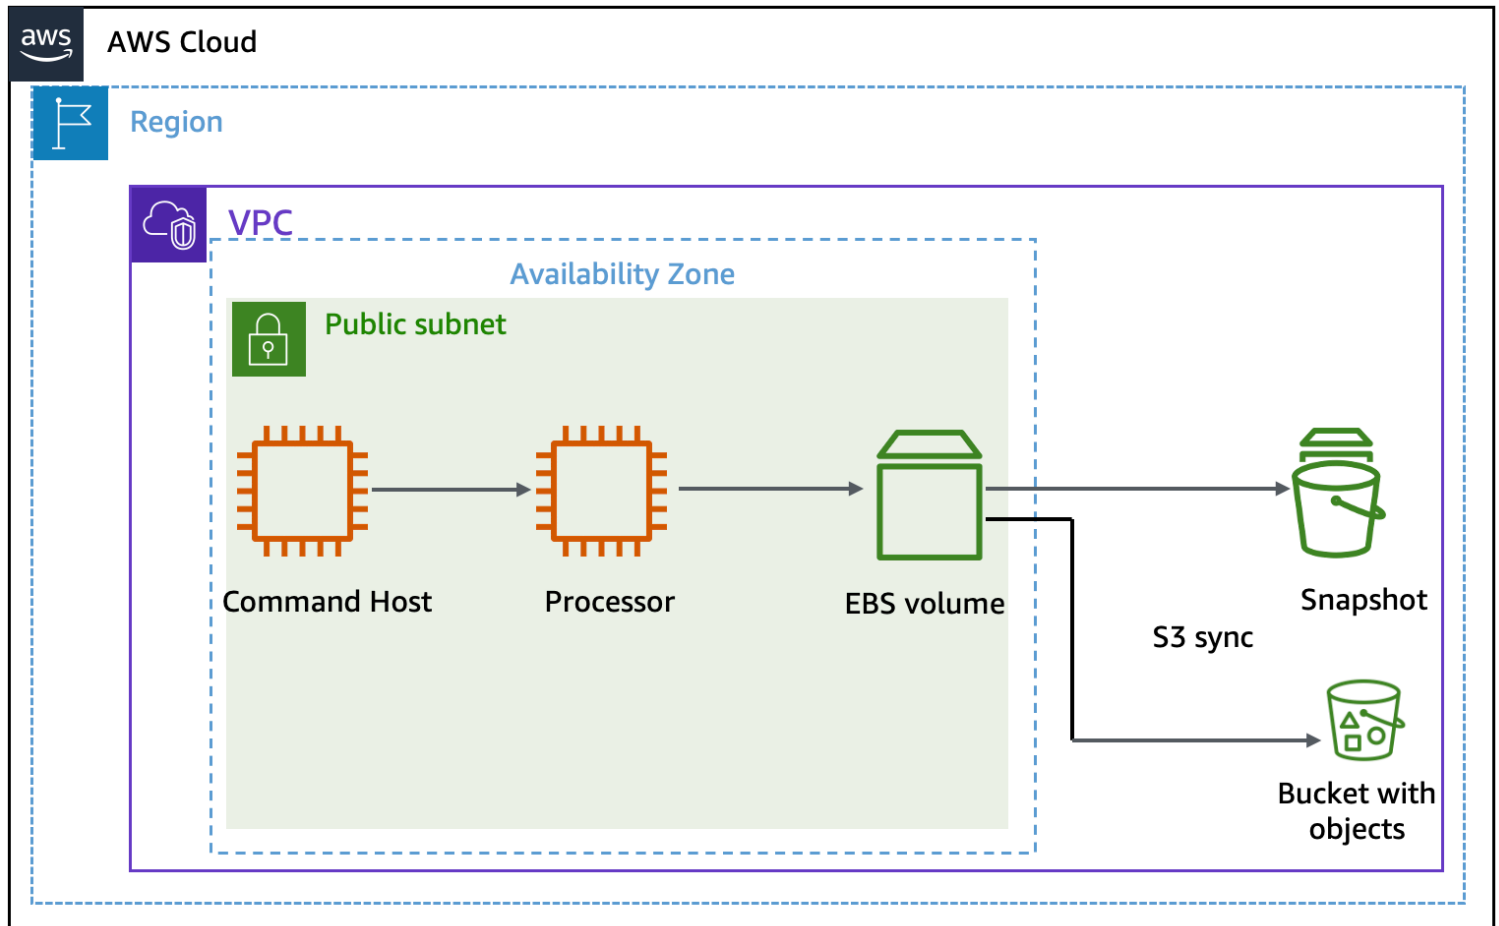 aws
AWS Cloud
Region
VPC
Availability Zone
Public subnet
Command Host
Processor
EBS volume
Snapshot
S3 sync
Bucket with
objects